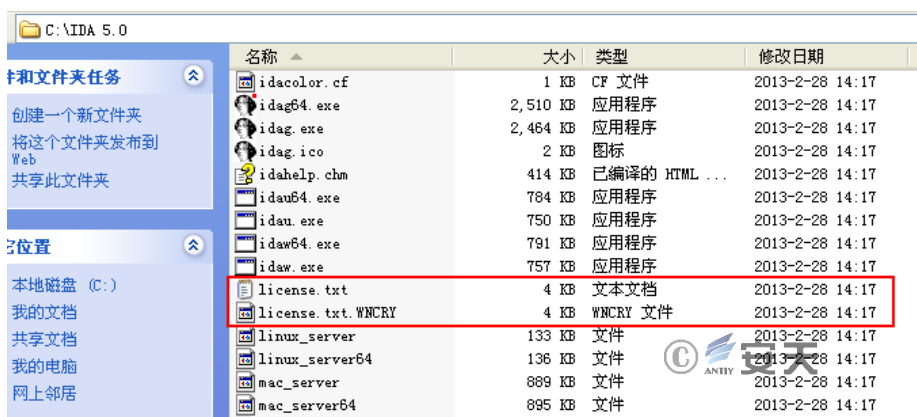 C:\IDA 5.0
件和文件夹任务
创建一个新文件夹
将这个文件夹发布到
Web
共享此文件夹
它位置
本地磁盘 (C:)
我的文档
共享文档
我的电脑
网上邻居
名称 大小 类型 修改日期
idacolor.cf 1 KB CF 文件 2013-2-28 14:17
idag64.exe 2,510 KB 应用程序 2013-2-28 14:17
idag.exe 2,464 KB 应用程序 2013-2-28 14:17
idag.ico 2 KB 图标 2013-2-28 14:17
idahelp.chm 414 KB 已编译的 HTML ... 2013-2-28 14:17
idau64.exe 784 KB 应用程序 2013-2-28 14:17
idau.exe 750 KB 应用程序 2013-2-28 14:17
idaw64.exe 791 KB 应用程序 2013-2-28 14:17
idaw.exe 757 KB 应用程序 2013-2-28 14:17
license.txt 4 KB 文本文档 2013-2-28 14:17
license.txt.WNCRY 4 KB WNCRY 文件 2013-2-28 14:17
linux_server 133 KB 文件 2013-2-28 14:17
linux_server64 136 KB 文件 2013-2-28 14:17
mac_server 889 KB 文件 2013-2-28 14:17
mac_server64 895 KB 文件 2013-2-28 14:17
© ANTIY 安天